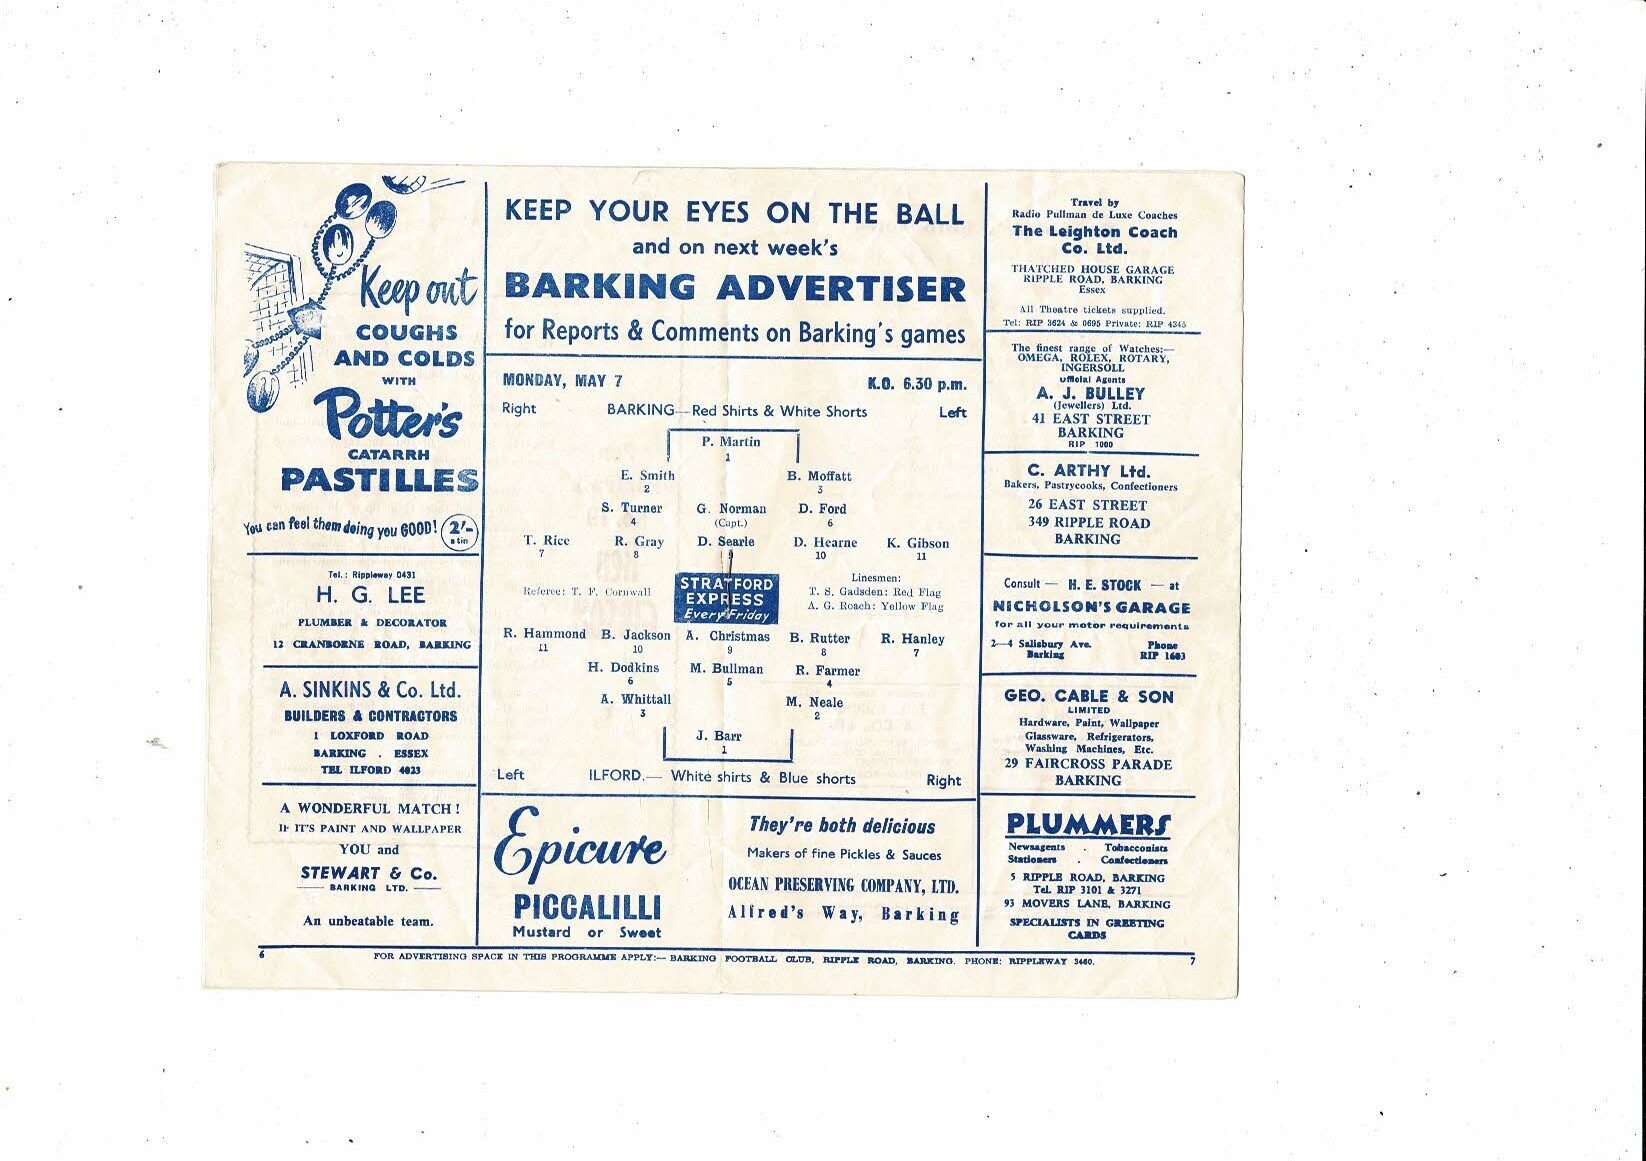 Keep out
COUGHS
AND COLDS
WITH
Potter's
CATARRH
PASTILLES
You can feel them doing you GOOD! 2/-
a tin
Tel.: Rippleway 0431
H. G. LEE
PLUMBER & DECORATOR
12 CRANBORNE ROAD, BARKING
A. SINKINS & Co. Ltd.
BUILDERS & CONTRACTORS
1 LOXFORD ROAD
BARKING . ESSEX
TEL ILFORD 4023
A WONDERFUL MATCH!
IF IT'S PAINT AND WALLPAPER
YOU and
STEWART & Co.
BARKING LTD.
An unbeatable team.
KEEP YOUR EYES ON THE BALL
and on next week's
BARKING ADVERTISER
for Reports & Comments on Barking's games
MONDAY, MAY 7 K.O. 6.30 p.m.
Right BARKING—Red Shirts & White Shorts Left
P. Martin
1
E. Smith B. Moffatt
2 3
S. Turner G. Norman D. Ford
4 (Capt.) 6
T. Rice R. Gray D. Searle D. Hearne K. Gibson
7 8 9 10 11
Referee: T. F. Cornwall
STRATFORD
EXPRESS
Every Friday
Linesmen:
T. S. Gadsden: Red Flag
A. G. Roach: Yellow Flag
R. Hammond B. Jackson A. Christmas B. Rutter R. Hanley
11 10 9 8 7
H. Dodkins M. Bullman R. Farmer
6 5 4
A. Whittall M. Neale
3 2
J. Barr
1
Left ILFORD.— White shirts & Blue shorts Right
Epicure
PICCALILLI
Mustard or Sweet
They're both delicious
Makers of fine Pickles & Sauces
OCEAN PRESERVING COMPANY, LTD.
Alfred's Way, Barking
Travel by
Radio Pullman de Luxe Coaches
The Leighton Coach
Co. Ltd.
THATCHED HOUSE GARAGE
RIPPLE ROAD, BARKING
Essex
All Theatre tickets supplied.
Tel: RIP 3624 & 0695 Private: RIP 4345
The finest range of Watches:—
OMEGA, ROLEX, ROTARY,
INGERSOLL
Official Agents
A. J. BULLEY
(Jewellers) Ltd.
41 EAST STREET
BARKING
RIP 1000
C. ARTHY Ltd.
Bakers, Pastrycooks, Confectioners
26 EAST STREET
349 RIPPLE ROAD
BARKING
Consult — H. E. STOCK — at
NICHOLSON'S GARAGE
for all your motor requirements
2—4 Salisbury Ave. Phone
Barking RIP 1603
GEO. CABLE & SON
LIMITED
Hardware, Paint, Wallpaper
Glassware, Refrigerators,
Washing Machines, Etc.
29 FAIRCROSS PARADE
BARKING
PLUMMERS
Newsagents . Tobacconists
Stationers . Confectioners
5 RIPPLE ROAD, BARKING
Tel. RIP 3101 & 3271
93 MOVERS LANE, BARKING
SPECIALISTS IN GREETING
CARDS
6 FOR ADVERTISING SPACE IN THIS PROGRAMME APPLY:— BARKING FOOTBALL CLUB, RIPPLE ROAD, BARKING. PHONE: RIPPLEWAY 3460. 7